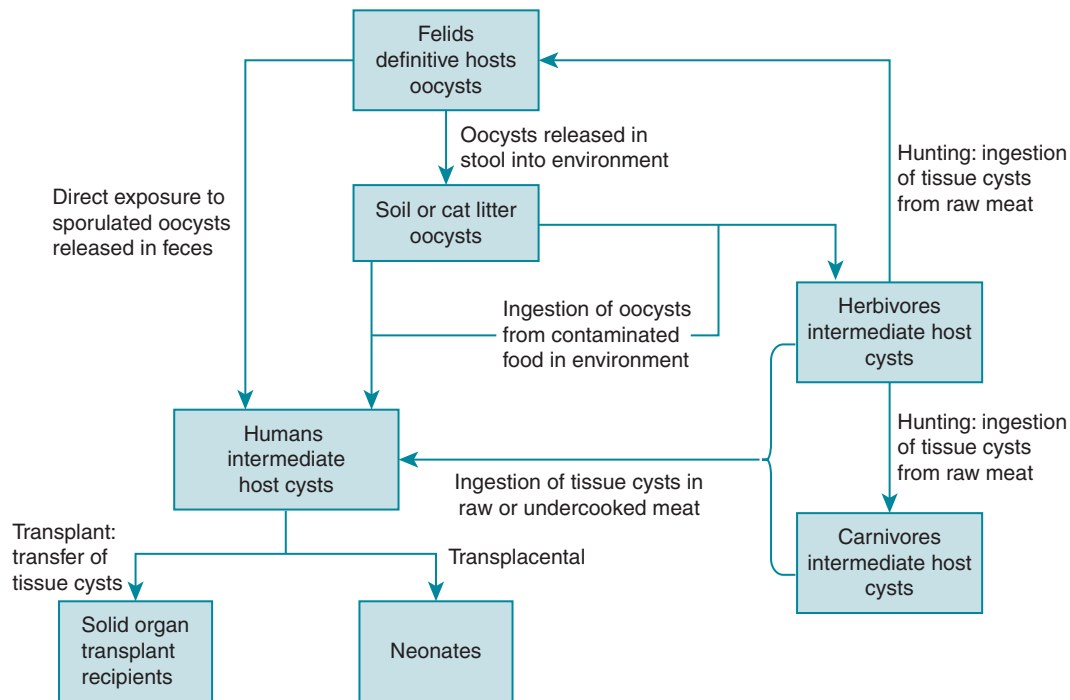 Felids
definitive hosts
oocysts
Oocysts released in
stool into environment
Hunting: ingestion
of tissue cysts
from raw meat
Direct exposure to
sporulated oocysts
released in feces
Soil or cat litter
oocysts
Ingestion of oocysts
from contaminated
food in environment
Herbivores
intermediate host
cysts
Humans
intermediate
host cysts
Hunting: ingestion
of tissue cysts
from raw meat
Ingestion of tissue cysts in
raw or undercooked meat
Carnivores
intermediate host
cysts
Transplant:
transfer of
tissue cysts
Transplacental
Solid organ
transplant
recipients
Neonates